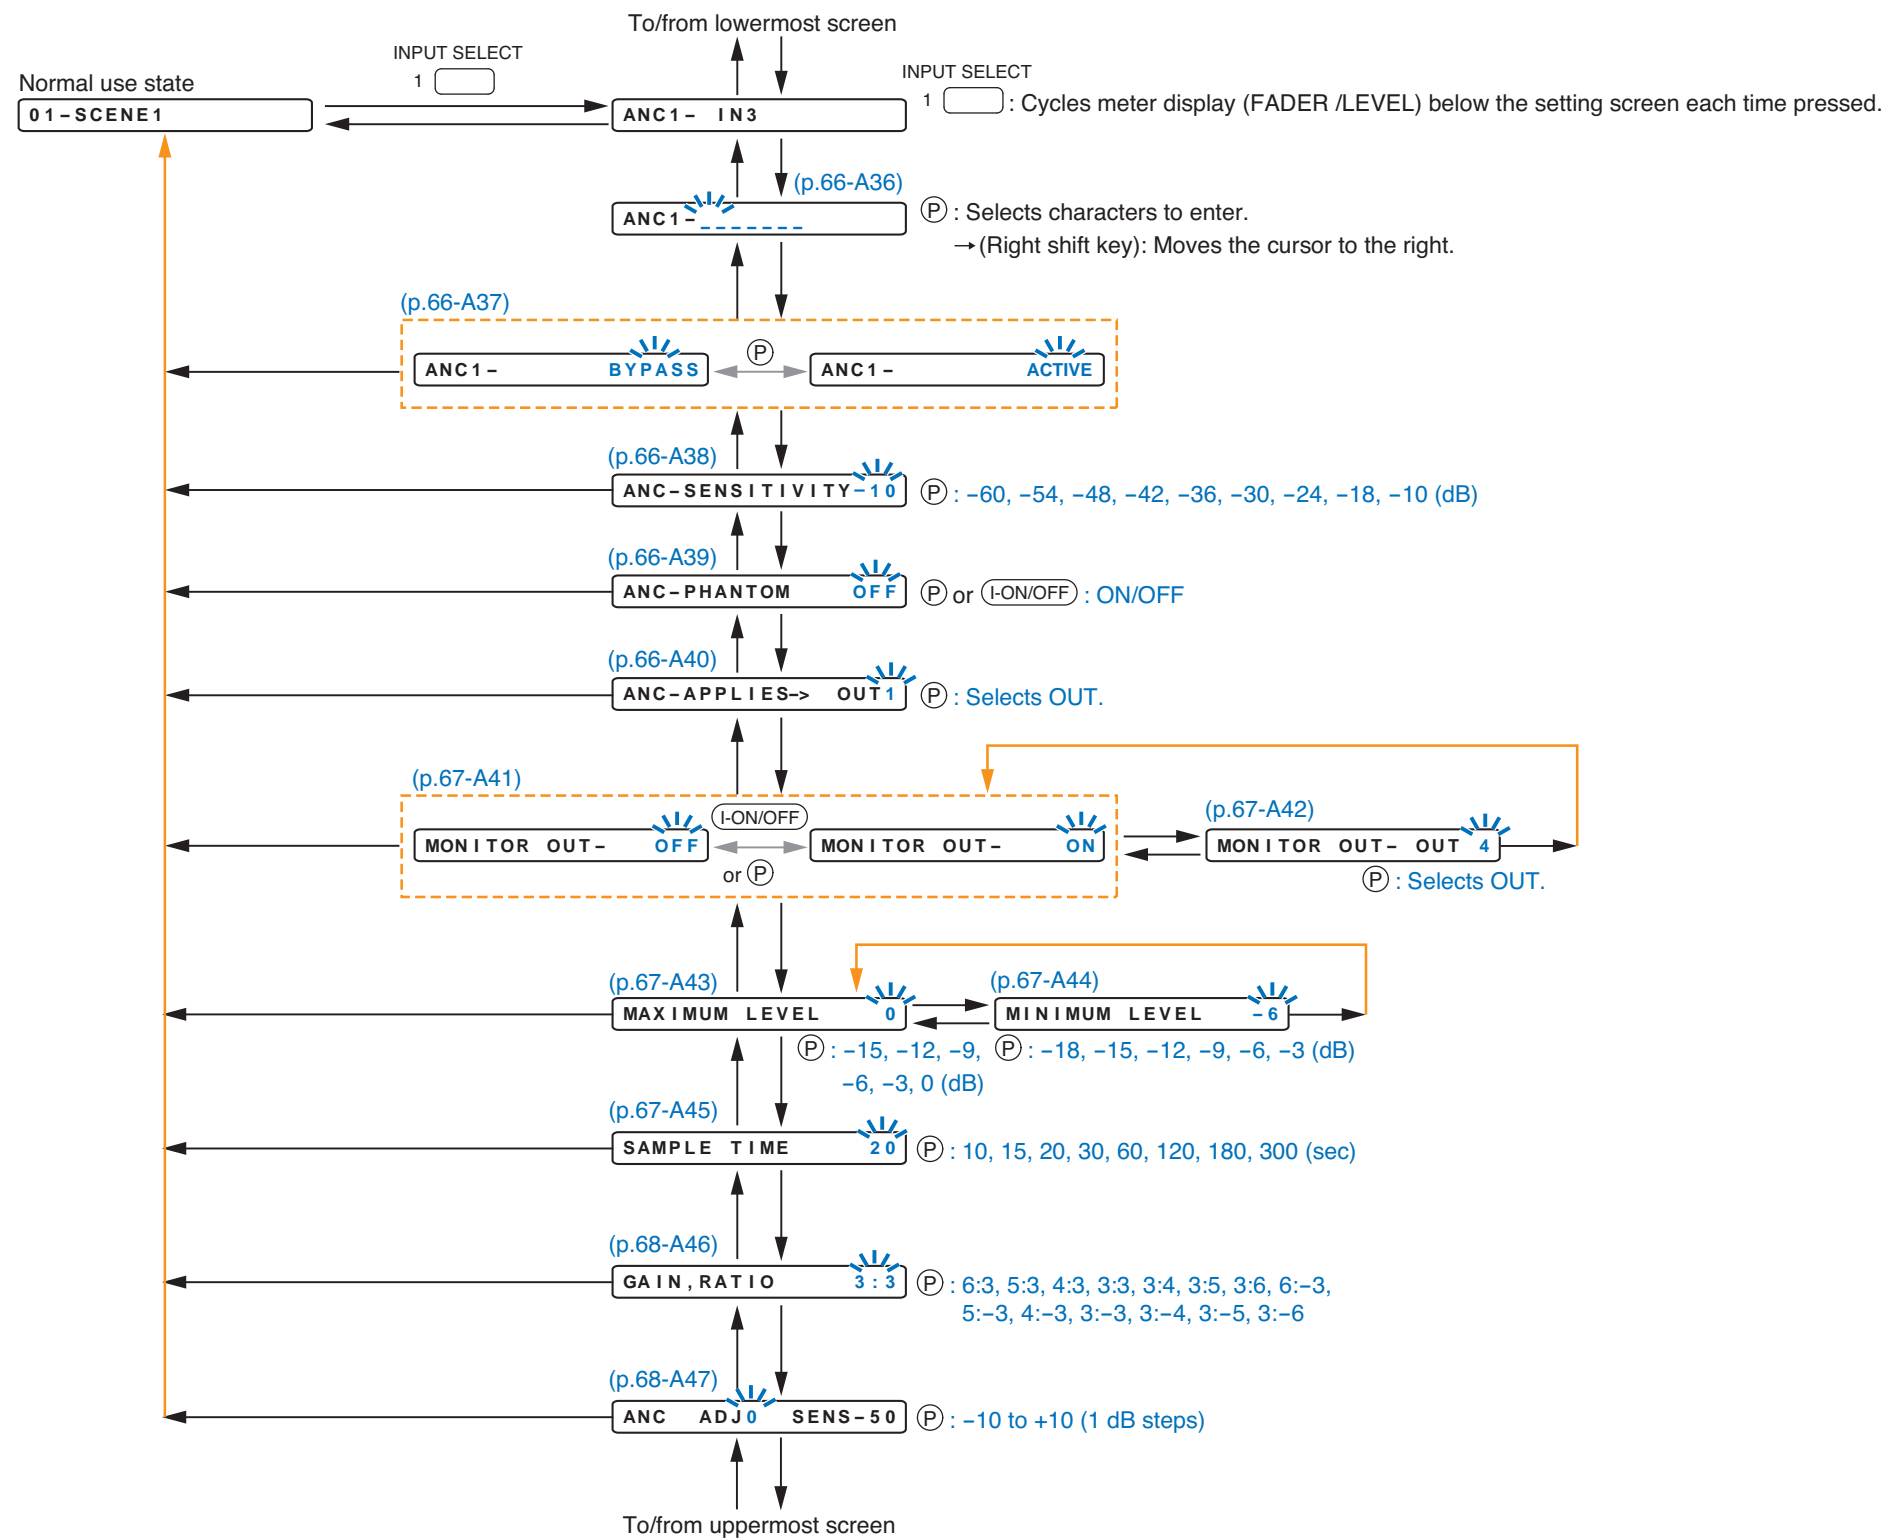 To/from lowermost screen
INPUT SELECT
1
Normal use state
01-SCENE1
ANC1- IN3
INPUT SELECT
1 : Cycles meter display (FADER /LEVEL) below the setting screen each time pressed.
(p.66-A36)
ANC1-_______
P : Selects characters to enter.
→(Right shift key): Moves the cursor to the right.
(p.66-A37)
ANC1- BYPASS
P
ANC1- ACTIVE
(p.66-A38)
ANC-SENSITIVITY-10
P : −60, −54, −48, −42, −36, −30, −24, −18, −10 (dB)
(p.66-A39)
ANC-PHANTOM OFF
P or I-ON/OFF : ON/OFF
(p.66-A40)
ANC-APPLIES-> OUT1
P : Selects OUT.
(p.67-A41)
MONITOR OUT- OFF
I-ON/OFF
or P
MONITOR OUT- ON
(p.67-A42)
MONITOR OUT- OUT 4
P : Selects OUT.
(p.67-A43)
MAXIMUM LEVEL 0
P : −15, −12, −9,
−6, −3, 0 (dB)
(p.67-A44)
MINIMUM LEVEL -6
P : −18, −15, −12, −9, −6, −3 (dB)
(p.67-A45)
SAMPLE TIME 20
P : 10, 15, 20, 30, 60, 120, 180, 300 (sec)
(p.68-A46)
GAIN,RATIO 3:3
P : 6:3, 5:3, 4:3, 3:3, 3:4, 3:5, 3:6, 6:−3,
5:−3, 4:−3, 3:−3, 3:−4, 3:−5, 3:−6
(p.68-A47)
ANC ADJ0 SENS-50
P : −10 to +10 (1 dB steps)
To/from uppermost screen